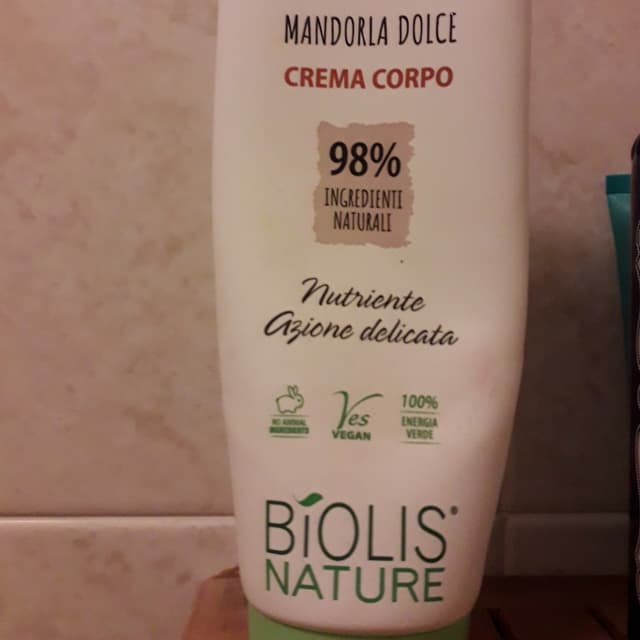 MANDORLA DOLCE
CREMA CORPO
98%
INGREDIENTI
NATURALI
Nutriente
Azione delicata
NO ANIMAL
INGREDIENTS
Yes
VEGAN
100%
ENERGIA
VERDE
BiOLIS®
NATURE